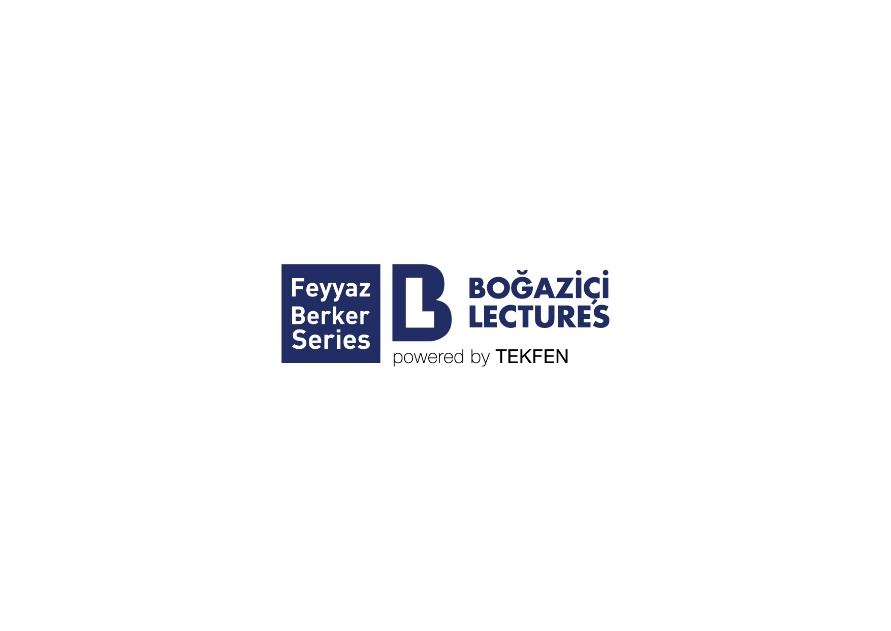 Feyyaz
Berker
Series
B
BOĞAZİÇİ
LECTURES
powered by TEKFEN